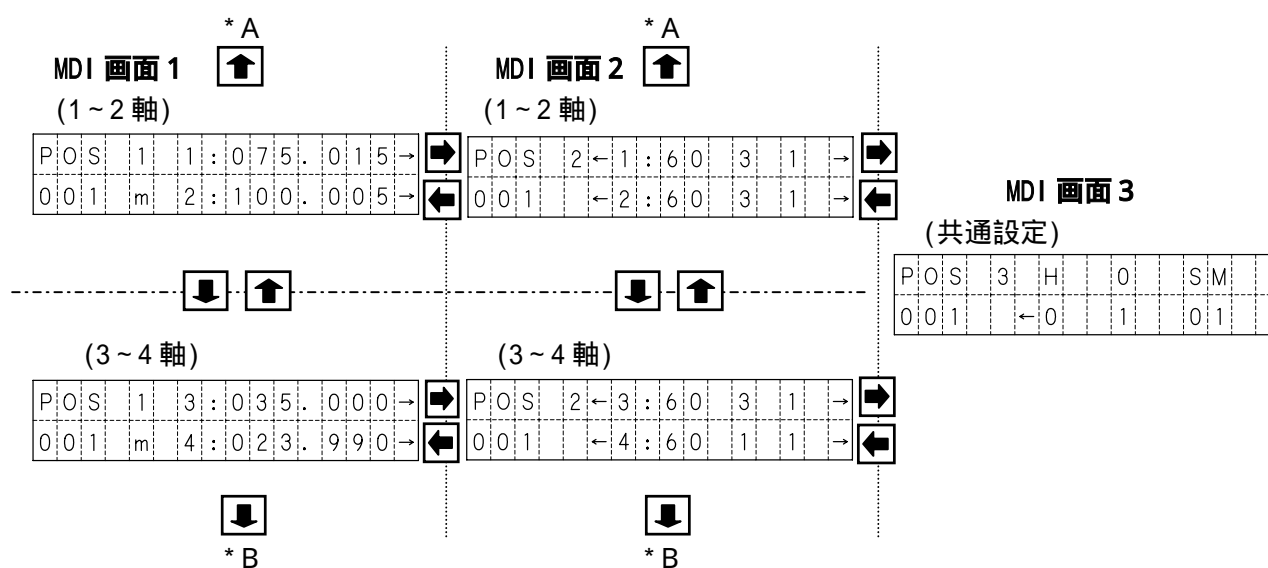 * A
* A
MDI 画面 1
MDI 画面 2
(1~2 軸)
(1~2 軸)
POS 1 1:075.015→
001 m 2:100.005→
POS 2←1:60 3 1 →
001 ←2:60 3 1 →
MDI 画面 3
(共通設定)
POS 3 H 0 SM
001 ←0 1 01
(3~4 軸)
(3~4 軸)
POS 1 3:035.000→
001 m 4:023.990→
POS 2←3:60 3 1 →
001 ←4:60 1 1 →
* B
* B